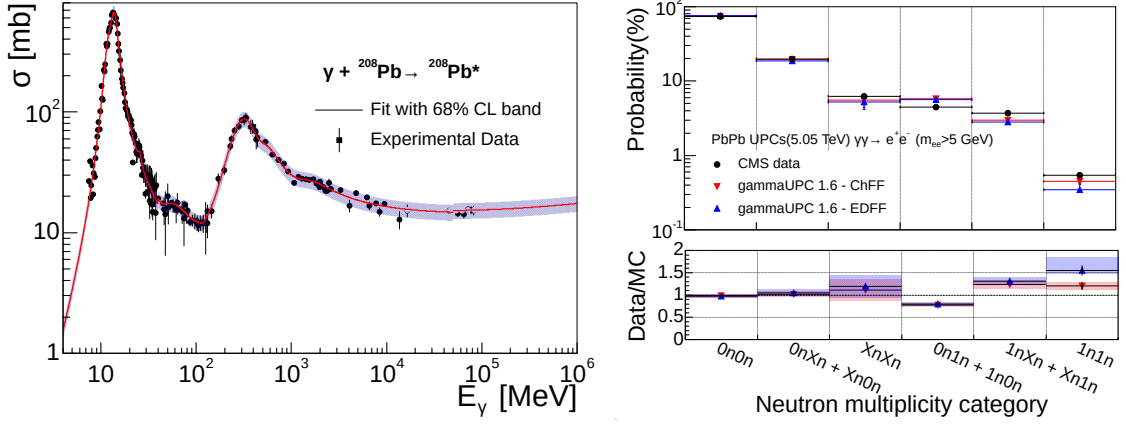 σ [mb]
10²
10
1
γ + ²⁰⁸Pb→ ²⁰⁸Pb*
Fit with 68% CL band
Experimental Data
10 10² 10³ 10⁴ 10⁵ 10⁶
E_γ [MeV]
Probability(%)
10²
10
1
10⁻¹
PbPb UPCs(5.05 TeV) γγ→ e⁺e⁻ (m_ee>5 GeV)
CMS data
gammaUPC 1.6 - ChFF
gammaUPC 1.6 - EDFF
Data/MC
2
1.5
1
0.5
0
0n0n
0nXn + Xn0n
XnXn
0n1n + 1n0n
1nXn + Xn1n
1n1n
Neutron multiplicity category